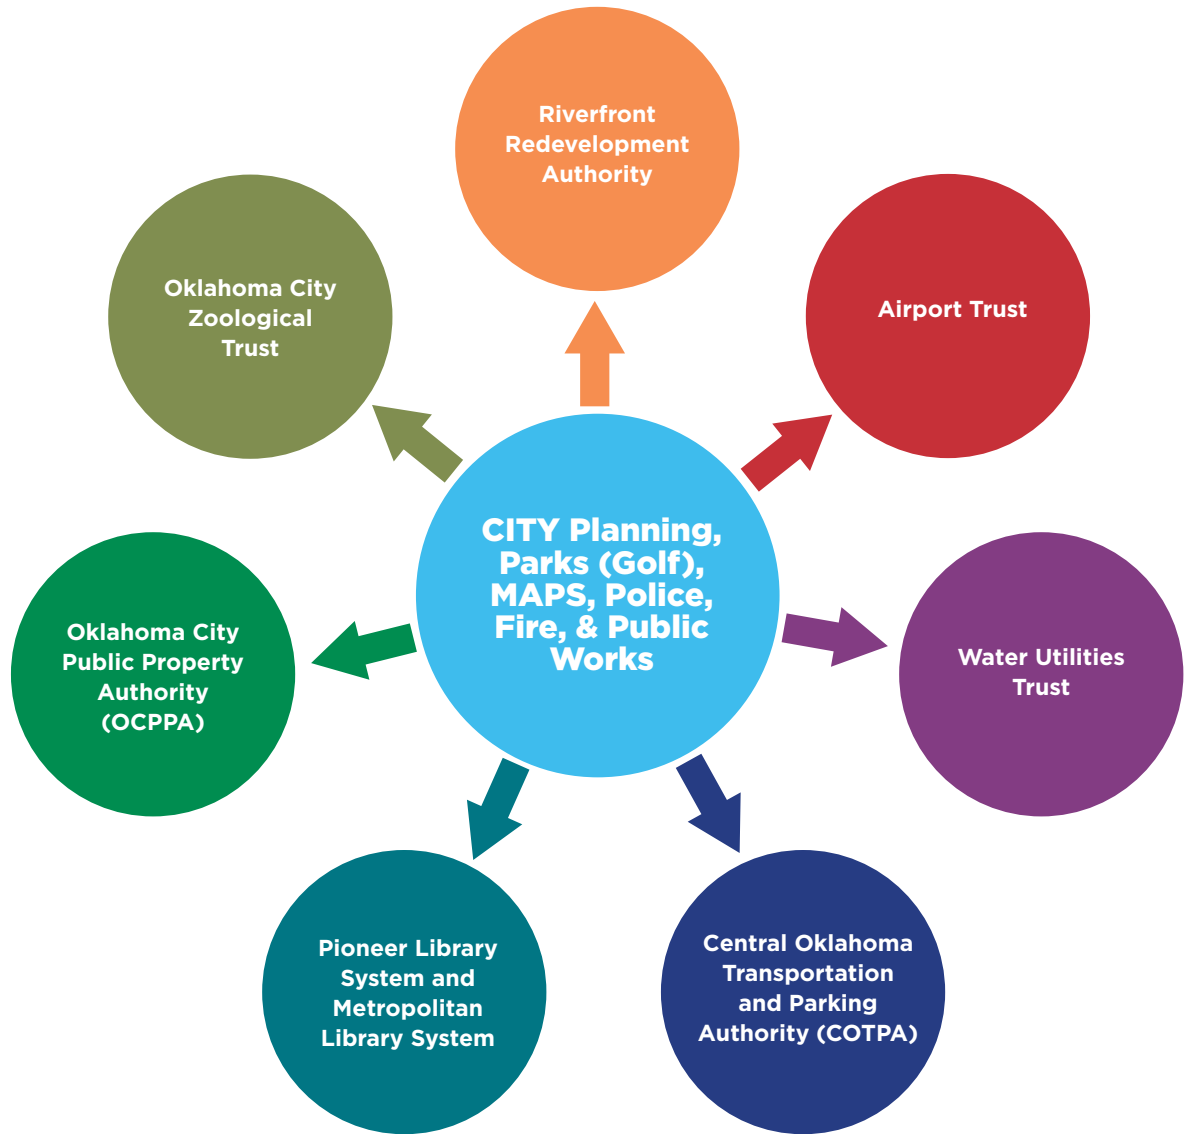 Riverfront
Redevelopment
Authority
Oklahoma City
Zoological
Trust
Airport Trust
CITY Planning,
Parks (Golf),
MAPS, Police,
Fire, & Public
Works
Oklahoma City
Public Property
Authority
(OCPPA)
Water Utilities
Trust
Pioneer Library
System and
Metropolitan
Library System
Central Oklahoma
Transportation
and Parking
Authority (COTPA)